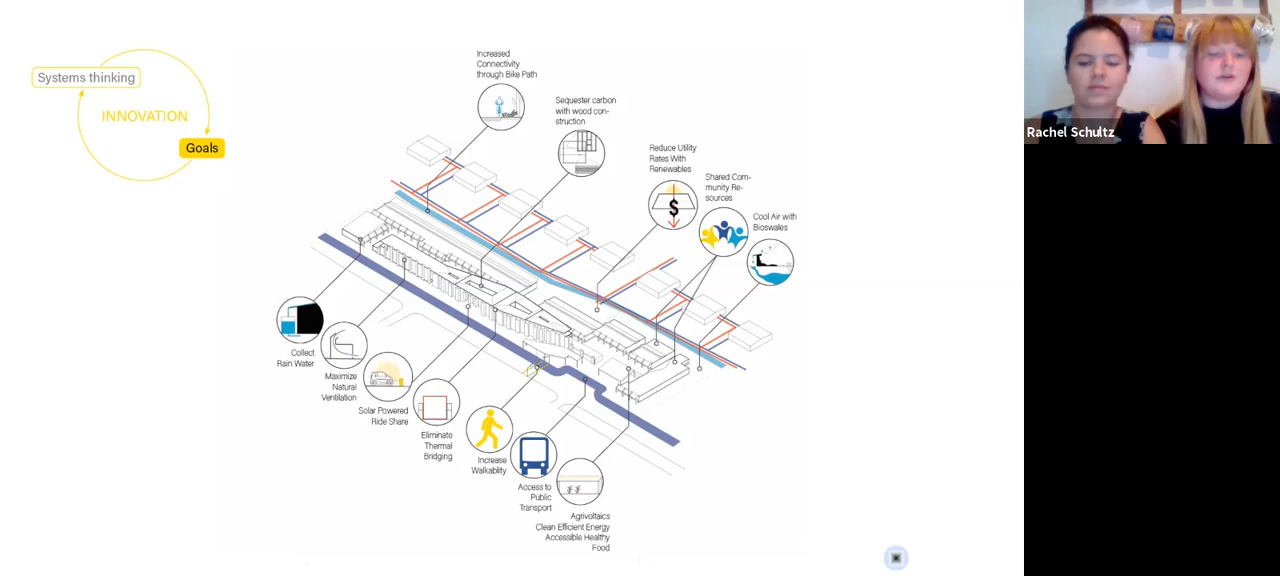 Systems thinking
INNOVATION
Goals
Increased
Connectivity
through Bike Path
Sequester carbon
with wood con-
struction
Reduce Utility
Rates With
Renewables
$
Shared Com-
munity Re-
sources
Cool Air with
Bioswales
Collect
Rain Water
Maximize
Natural
Ventilation
Solar Powered
Ride Share
Eliminate
Thermal
Bridging
Increase
Walkablity
Access to
Public
Transport
Agrivoltaics
Clean Efficient Energy
Accessible Healthy
Food
Rachel Schultz